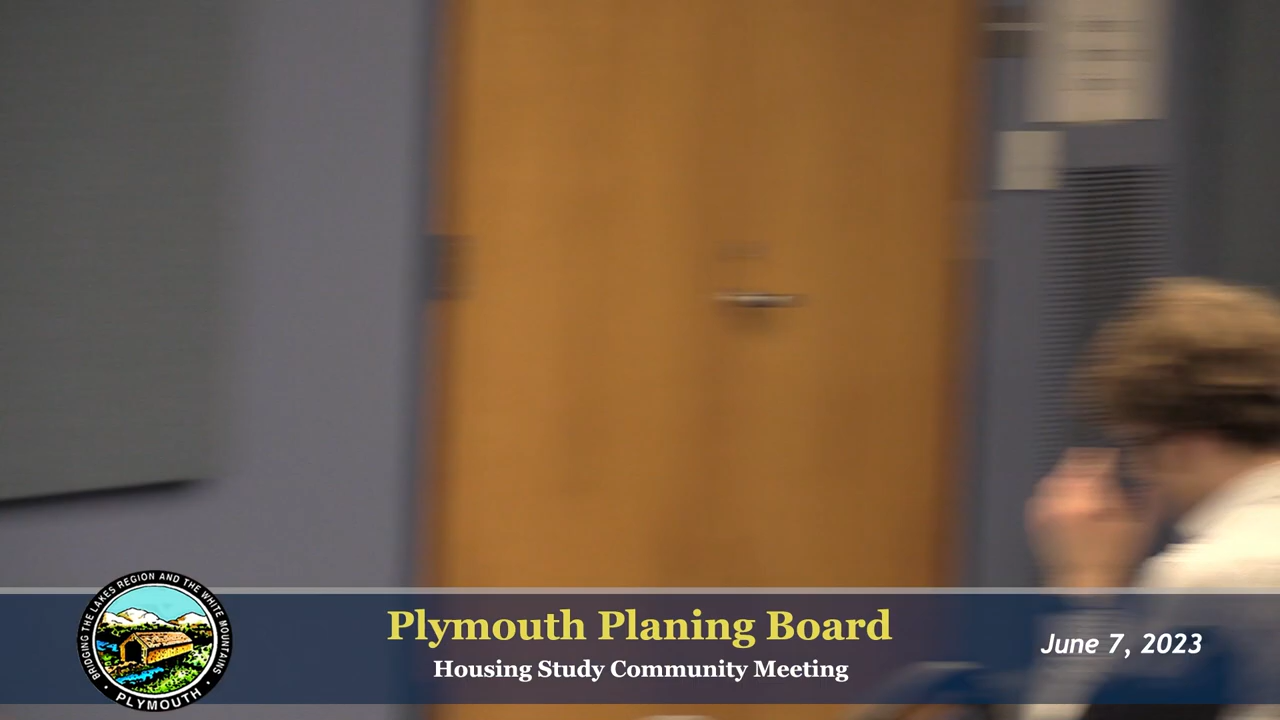 BRIDGING THE LAKES REGION AND THE WHITE MOUNTAINS
• PLYMOUTH •
Plymouth Planing Board
Housing Study Community Meeting
June 7, 2023